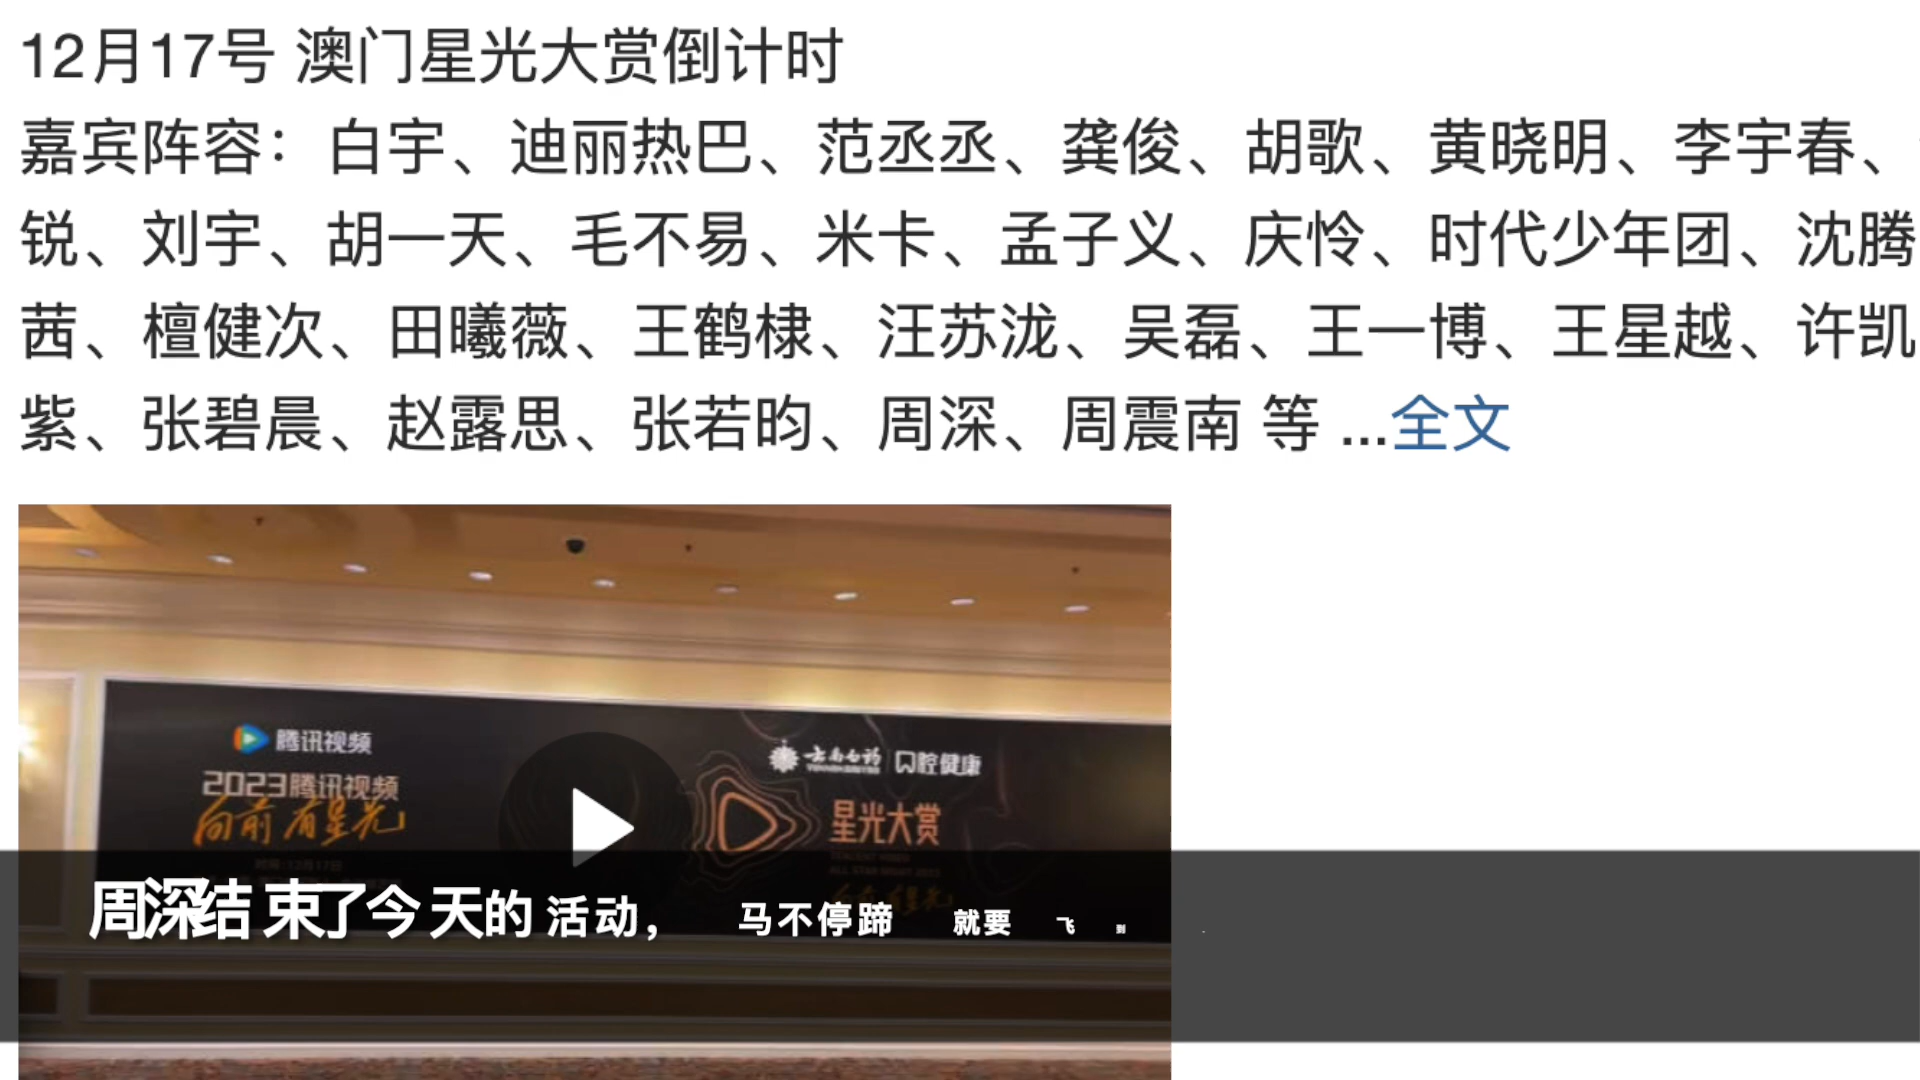 12月17号 澳门星光大赏倒计时
嘉宾阵容：白宇、迪丽热巴、范丞丞、龚俊、胡歌、黄晓明、李宇春、
锐、刘宇、胡一天、毛不易、米卡、孟子义、庆怜、时代少年团、沈腾
茜、檀健次、田曦薇、王鹤棣、汪苏泷、吴磊、王一博、王星越、许凯
紫、张碧晨、赵露思、张若昀、周深、周震南 等 ...全文
腾讯视频
2023腾讯视频
向前有星光
云南白药 口腔健康
星光大赏
周深结束了今天的活动，马不停蹄就要飞到